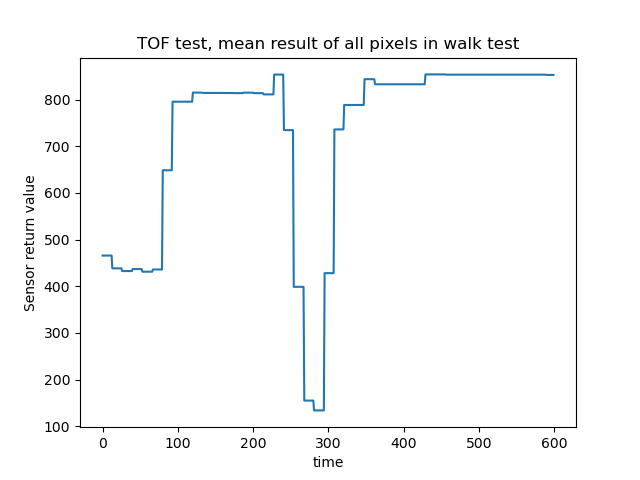 TOF test, mean result of all pixels in walk test
Sensor return value
800
700
600
500
400
300
200
100
0 100 200 300 400 500 600
time